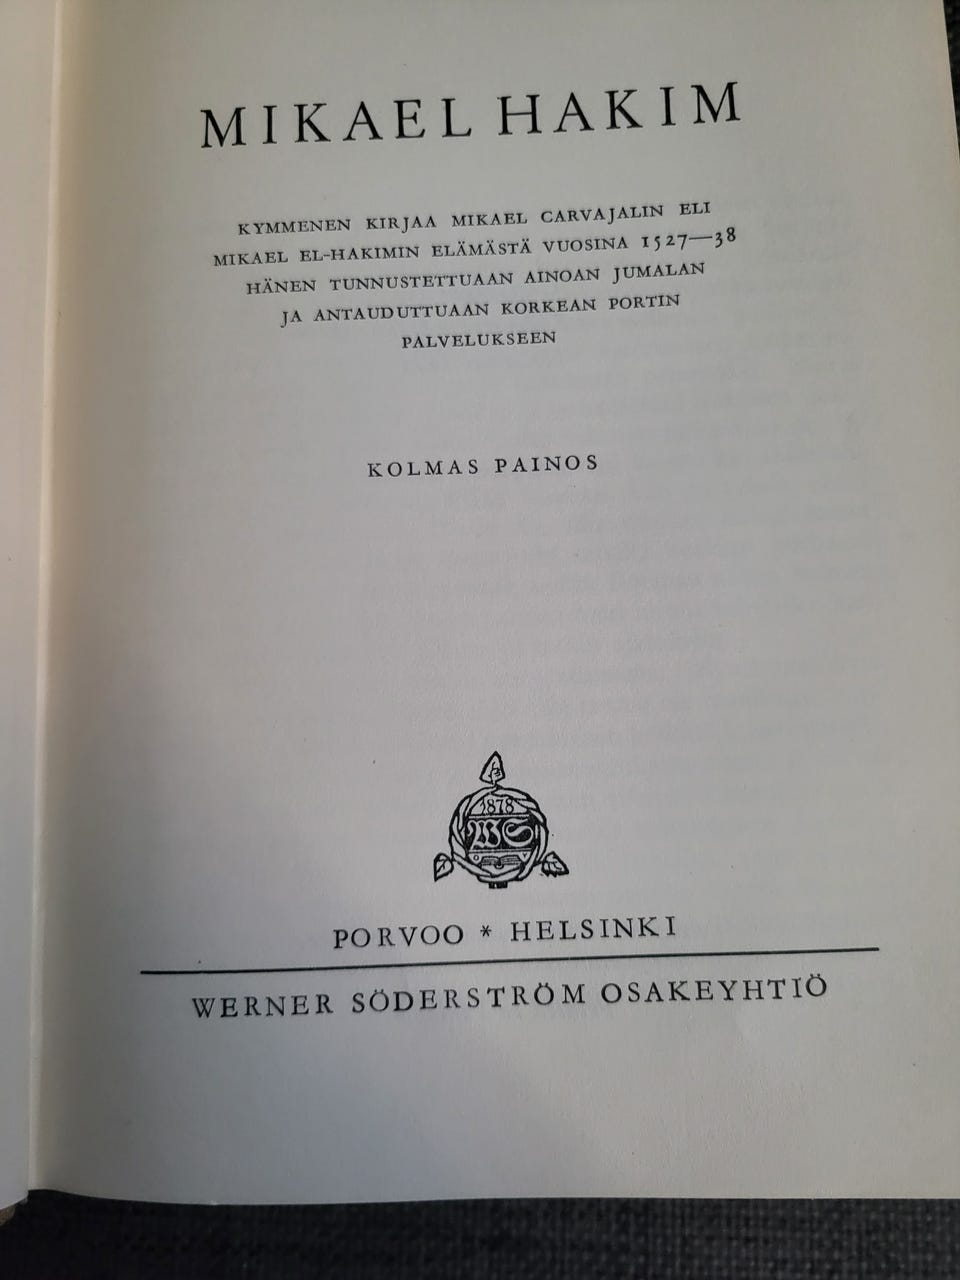 MIKAEL HAKIM
KYMMENEN KIRJAA MIKAEL CARVAJALIN ELI
MIKAEL EL-HAKIMIN ELÄMÄSTÄ VUOSINA 1527—38
HÄNEN TUNNUSTETTUAAN AINOAN JUMALAN
JA ANTAUDUTTUAAN KORKEAN PORTIN
PALVELUKSEEN
KOLMAS PAINOS
1878
WS
O Y
PORVOO * HELSINKI
WERNER SÖDERSTRÖM OSAKEYHTIÖ